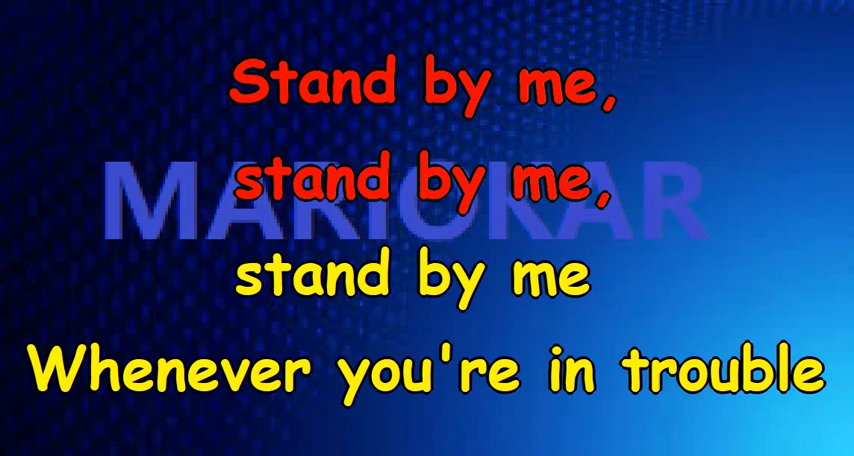 Stand by me,
MARIOKAR
stand by me,
stand by me
Whenever you're in trouble